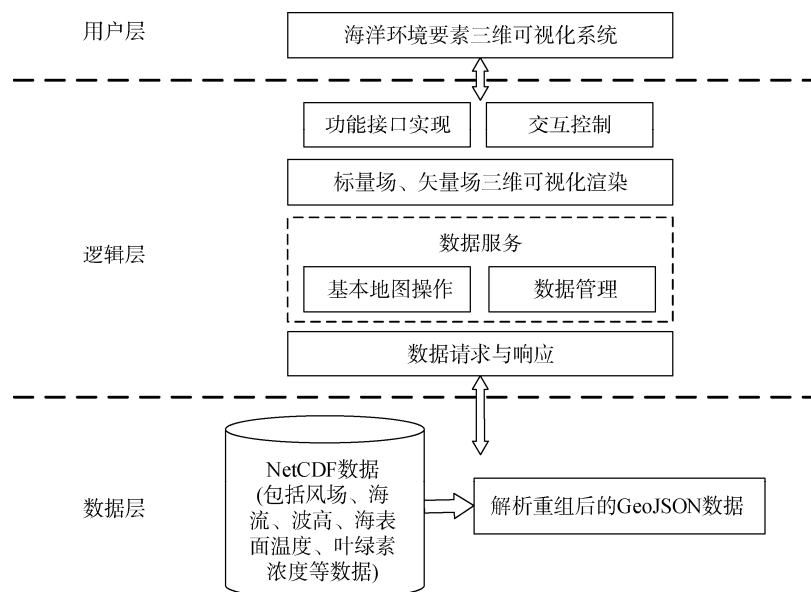 用户层
海洋环境要素三维可视化系统
功能接口实现
交互控制
标量场、矢量场三维可视化渲染
逻辑层
数据服务
基本地图操作
数据管理
数据请求与响应
数据层
NetCDF数据
(包括风场、海
流、波高、海表
面温度、叶绿素
浓度等数据)
解析重组后的GeoJSON数据